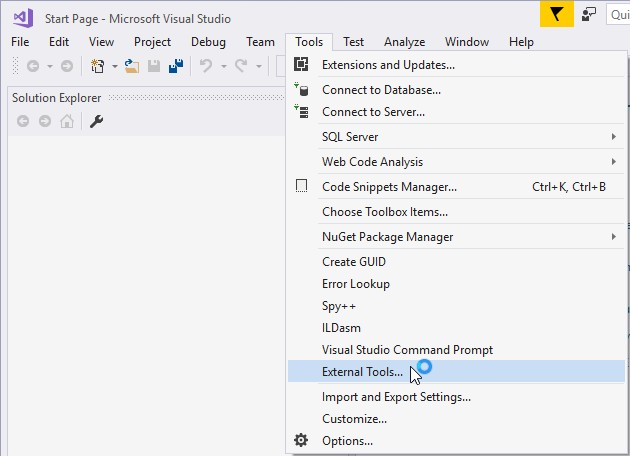 Start Page - Microsoft Visual Studio
Qui
File Edit View Project Debug Team Tools Test Analyze Window Help
Solution Explorer
Extensions and Updates...
Connect to Database...
Connect to Server...
SQL Server
Web Code Analysis
Code Snippets Manager... Ctrl+K, Ctrl+B
Choose Toolbox Items...
NuGet Package Manager
Create GUID
Error Lookup
Spy++
ILDasm
Visual Studio Command Prompt
External Tools...
Import and Export Settings...
Customize...
Options...